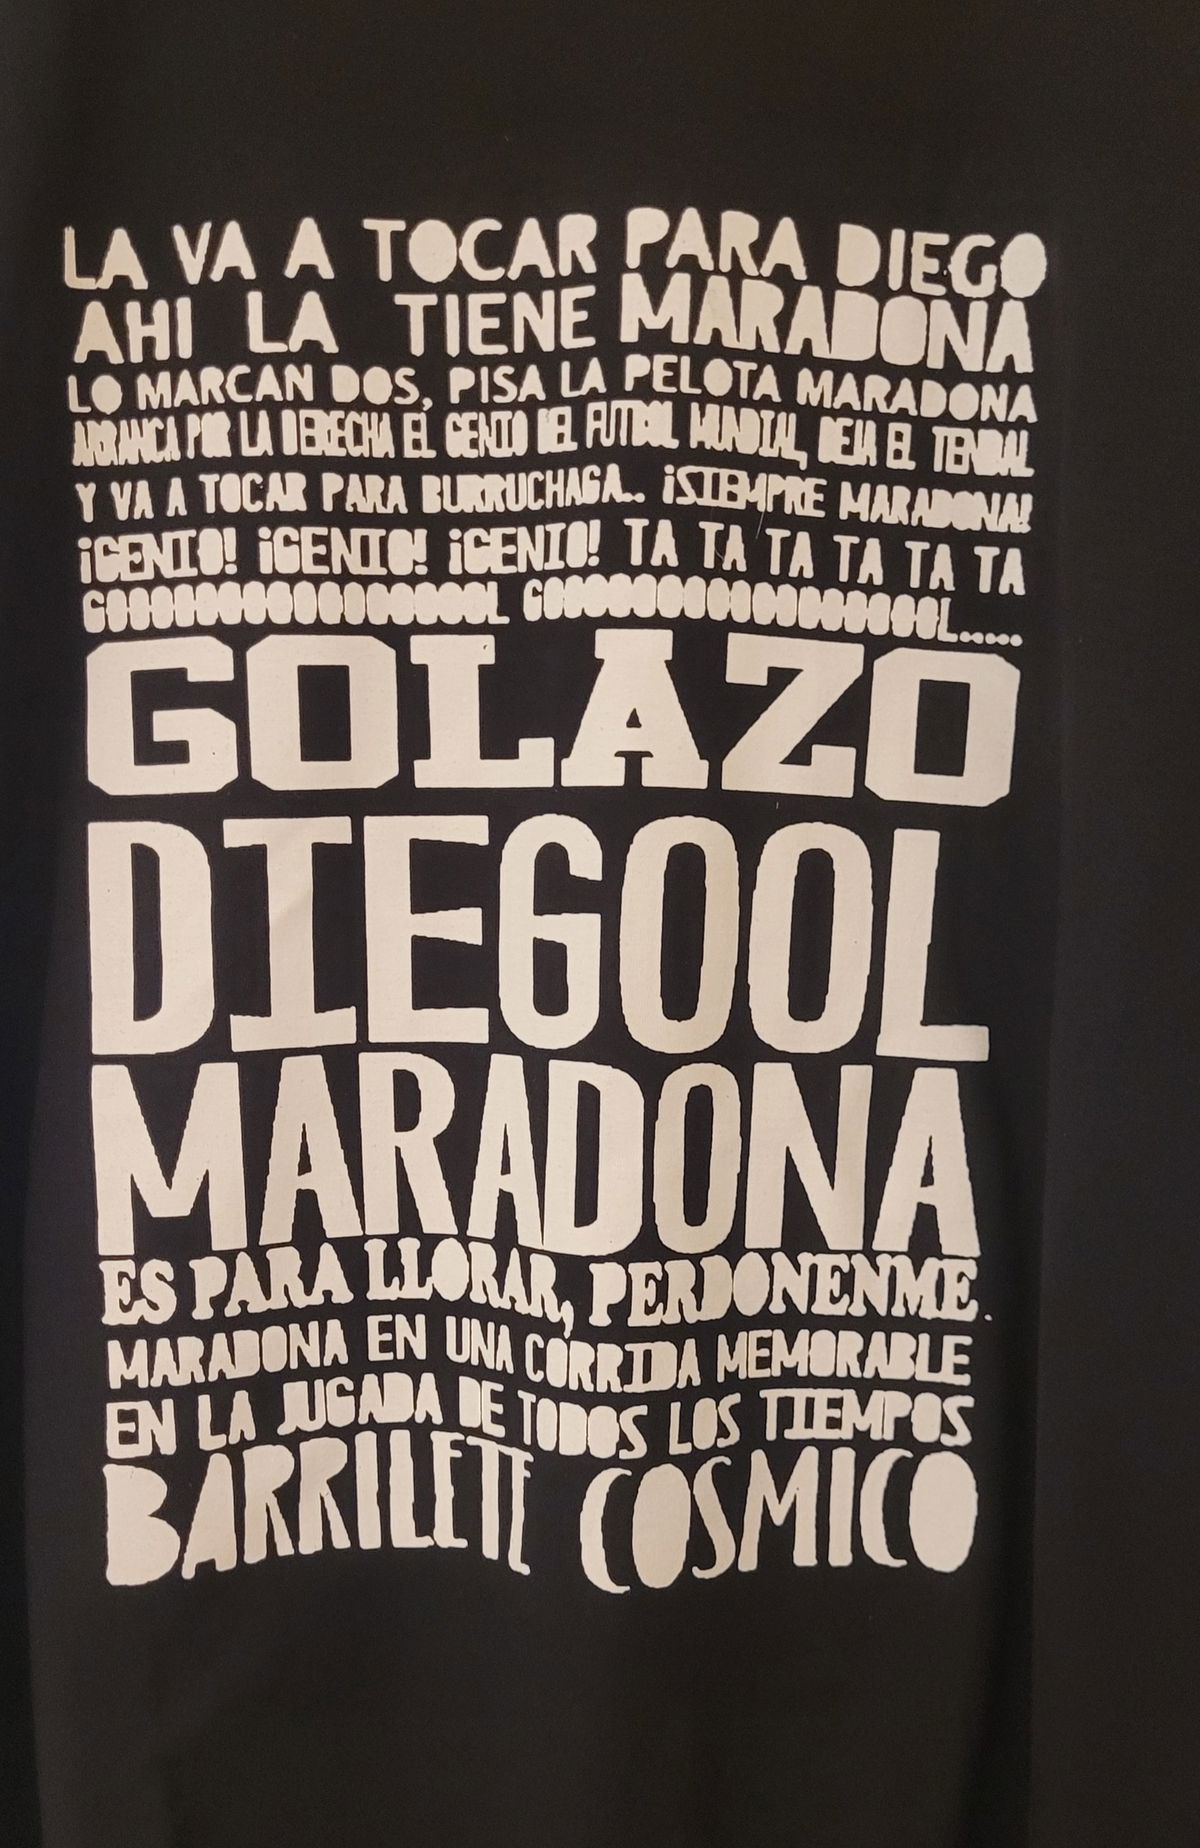 LA VA A TOCAR PARA DIEGO
AHI LA TIENE MARADONA
LO MARCAN DOS, PISA LA PELOTA MARADONA
ARRANCA POR LA DERECHA EL GENIO DEL FUTBOL MUNDIAL, DEJA EL TENDAL
Y VA A TOCAR PARA BURRUCHAGA.. ¡SIEMPRE MARADONA!
¡GENIO! ¡GENIO! ¡GENIO! TA TA TA TA TA TA
GOOOOOOOOOOOOOOOOOOL GOOOOOOOOOOOOOOOOOOOL.....
GOLAZO
DIEGOOL
MARADONA
ES PARA LLORAR, PERDONENME.
MARADONA EN UNA CORRIDA MEMORABLE
EN LA JUGADA DE TODOS LOS TIEMPOS
BARRILETE COSMICO